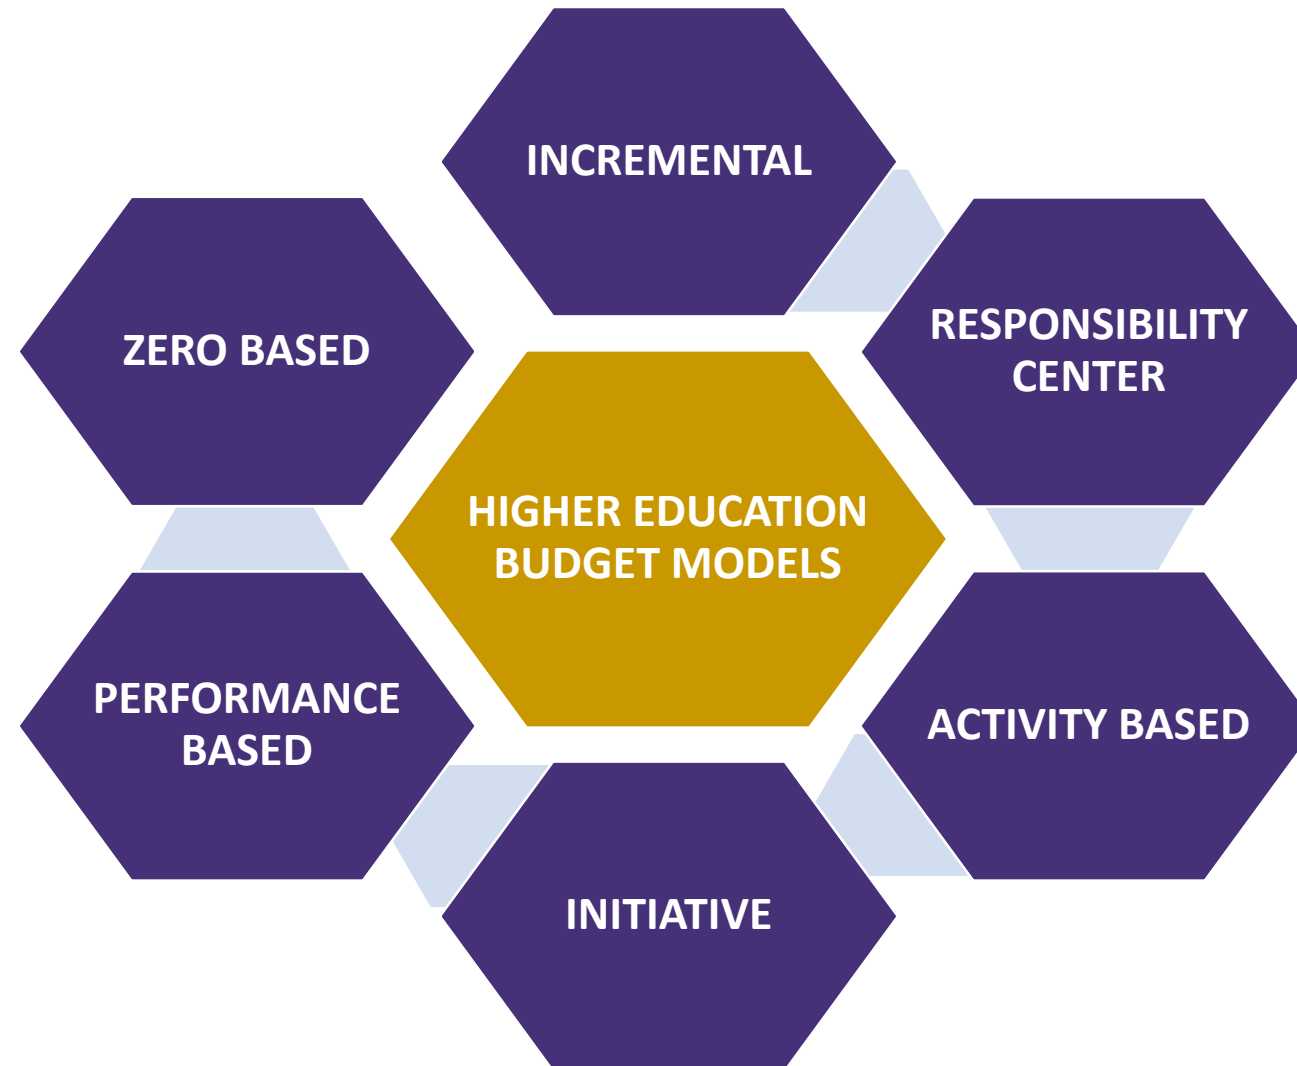 INCREMENTAL
RESPONSIBILITY
CENTER
ACTIVITY BASED
INITIATIVE
PERFORMANCE
BASED
ZERO BASED
HIGHER EDUCATION
BUDGET MODELS